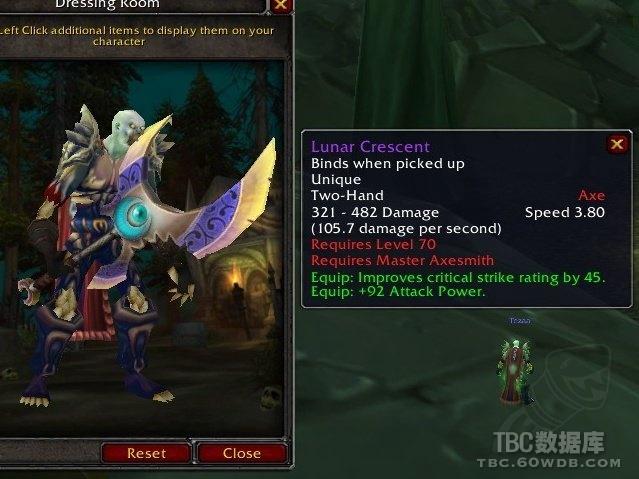 Dressing Room
Left Click additional items to display them on your
character
Lunar Crescent
Binds when picked up
Unique
Two-Hand Axe
321 - 482 Damage Speed 3.80
(105.7 damage per second)
Requires Level 70
Requires Master Axesmith
Equip: Improves critical strike rating by 45.
Equip: +92 Attack Power.
Reset Close
TBC数据库
TBC.60WDB.COM